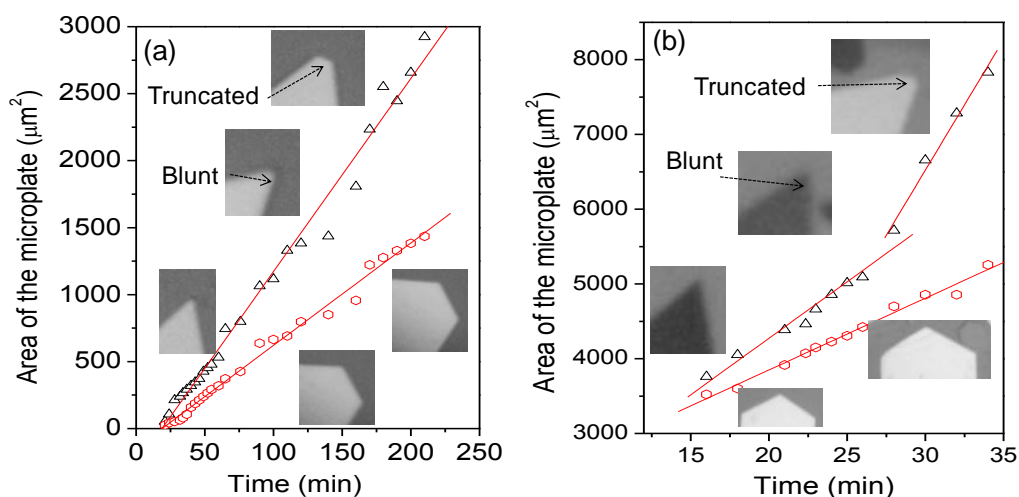 (a)
Truncated
Blunt
Area of the microplate (μm²)
3000
2500
2000
1500
1000
500
0
0 50 100 150 200 250
Time (min)
(b)
Truncated
Blunt
Area of the microplate (μm²)
8000
7000
6000
5000
4000
3000
15 20 25 30 35
Time (min)